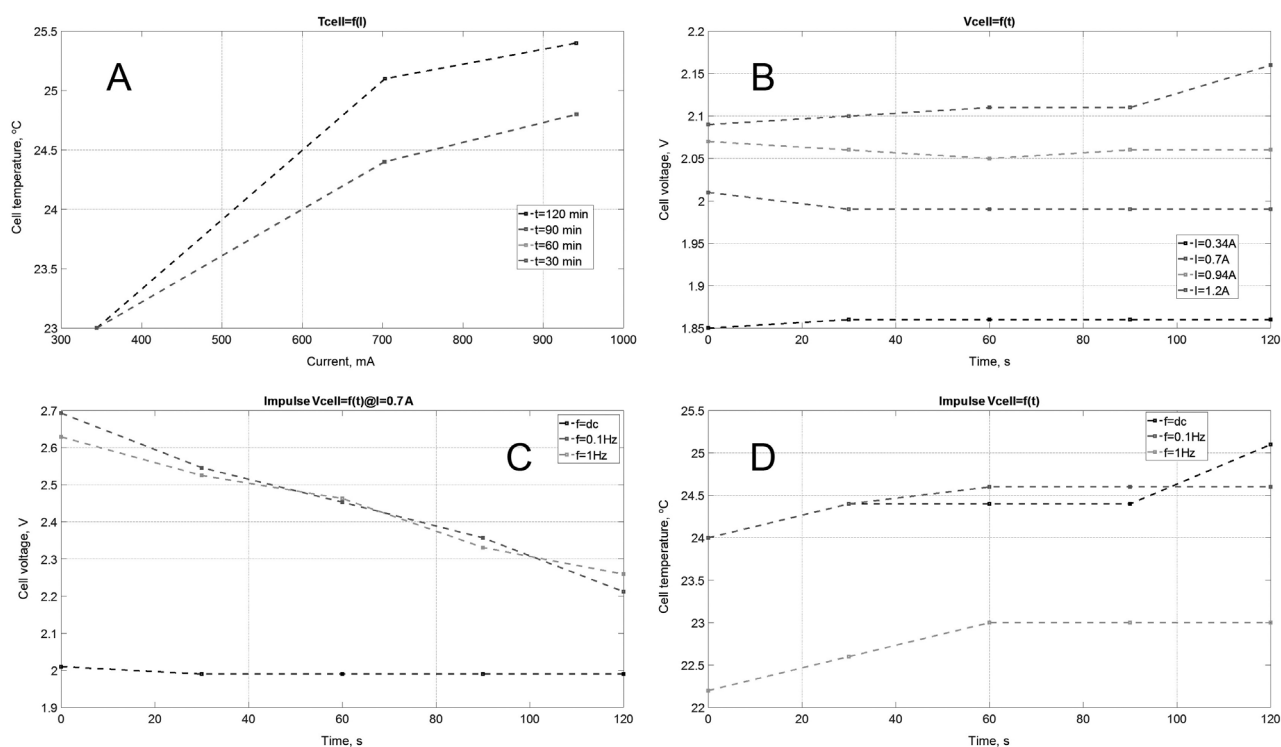 Tcell=f(I)
A
Cell temperature, °C
25.5
25
24.5
24
23.5
23
300
400
500
600
700
800
900
1000
Current, mA
t=120 min
t=90 min
t=60 min
t=30 min
Vcell=f(t)
B
Cell voltage, V
2.2
2.15
2.1
2.05
2
1.95
1.9
1.85
0
20
40
60
80
100
120
Time, s
I=0.34A
I=0.7A
I=0.94A
I=1.2A
Impulse Vcell=f(t)@I=0.7A
C
Cell voltage, V
2.7
2.6
2.5
2.4
2.3
2.2
2.1
2
1.9
0
20
40
60
80
100
120
Time, s
f=dc
f=0.1Hz
f=1Hz
Impulse Vcell=f(t)
D
Cell temperature, °C
25.5
25
24.5
24
23.5
23
22.5
22
0
20
40
60
80
100
120
Time, s
f=dc
f=0.1Hz
f=1Hz